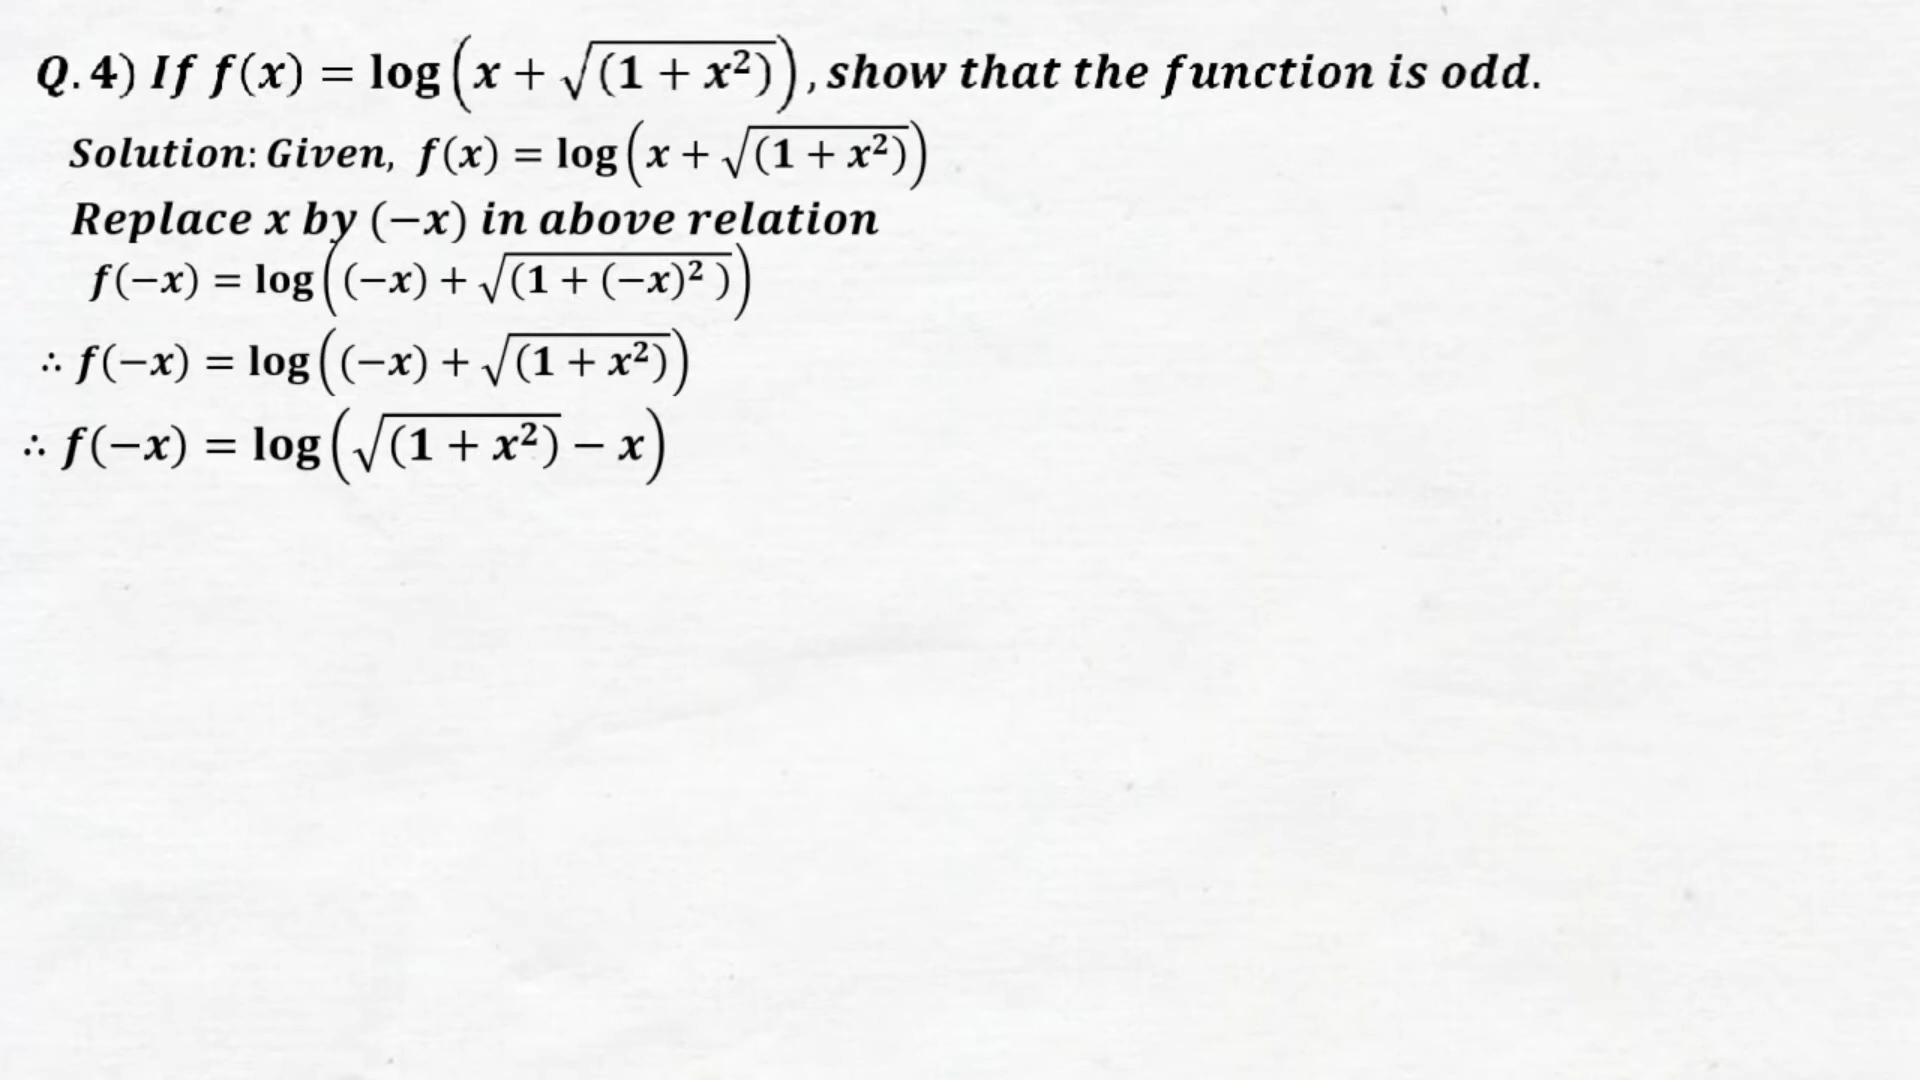 Q. 4) If f(x) = log(x + √(1 + x²)), show that the function is odd.
Solution: Given, f(x) = log(x + √(1 + x²))
Replace x by (−x) in above relation
f(−x) = log((−x) + √(1 + (−x)²))
∴ f(−x) = log((−x) + √(1 + x²))
∴ f(−x) = log(√(1 + x²) − x)